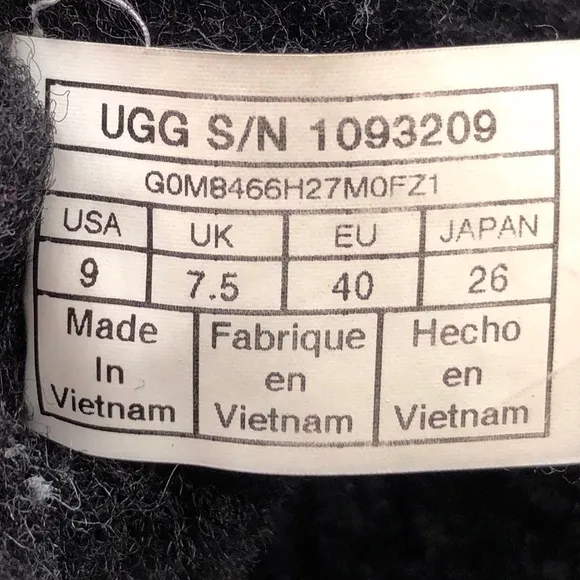 UGG S/N 1093209
G0M8466H27M0FZ1
USA UK EU JAPAN
9 7.5 40 26
Made In Vietnam
Fabrique en Vietnam
Hecho en Vietnam